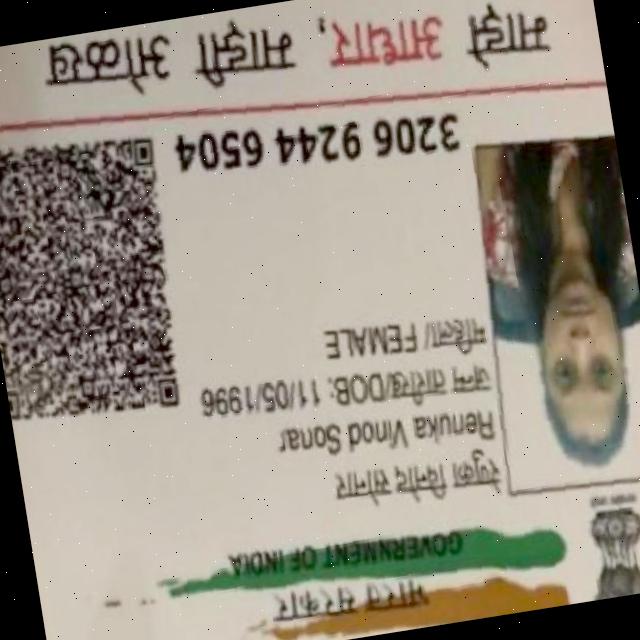 भारत सरकार
GOVERNMENT OF INDIA
रेणुका विनोद सोनार
Renuka Vinod Sonar
जन्म तारीख/DOB: 11/05/1996
महिला/ FEMALE
3206 9244 6504
माझे आधार, माझी ओळख